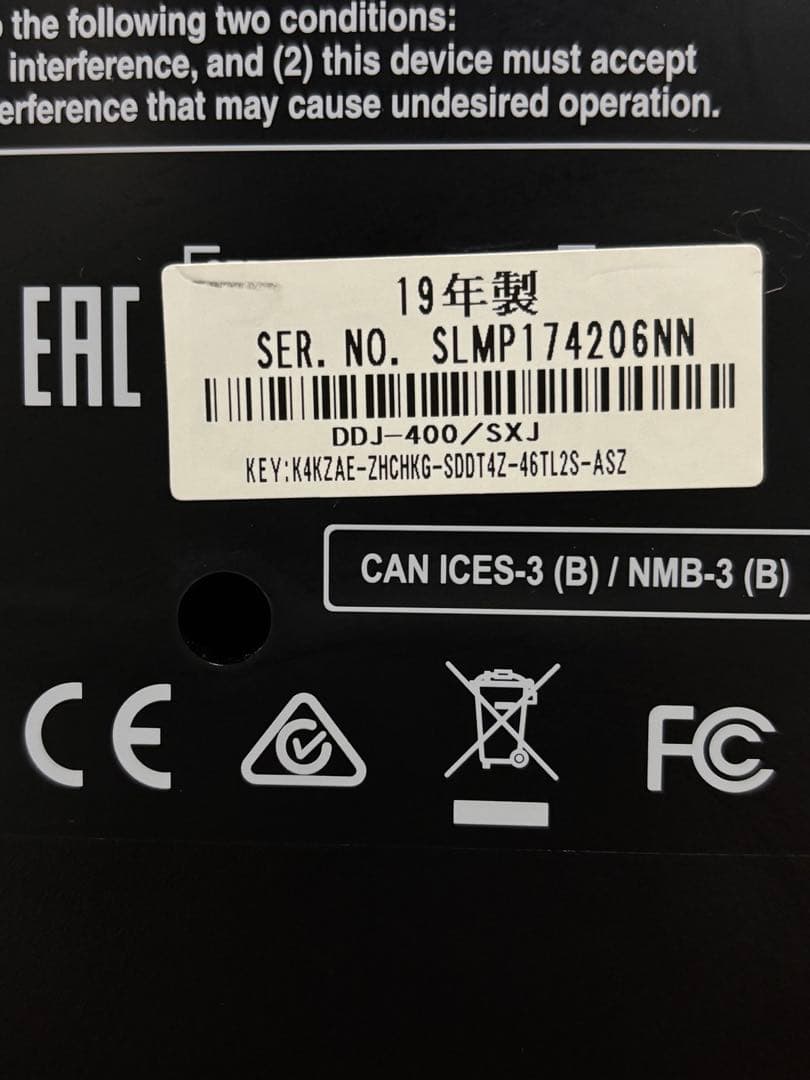 the following two conditions:
interference, and (2) this device must accept
erference that may cause undesired operation.
EAC
19年製
SER. NO. SLMP174206NN
DDJ-400/SXJ
KEY:K4KZAE-ZHCHKG-SDDT4Z-46TL2S-ASZ
CAN ICES-3 (B) / NMB-3 (B)
CE
FC